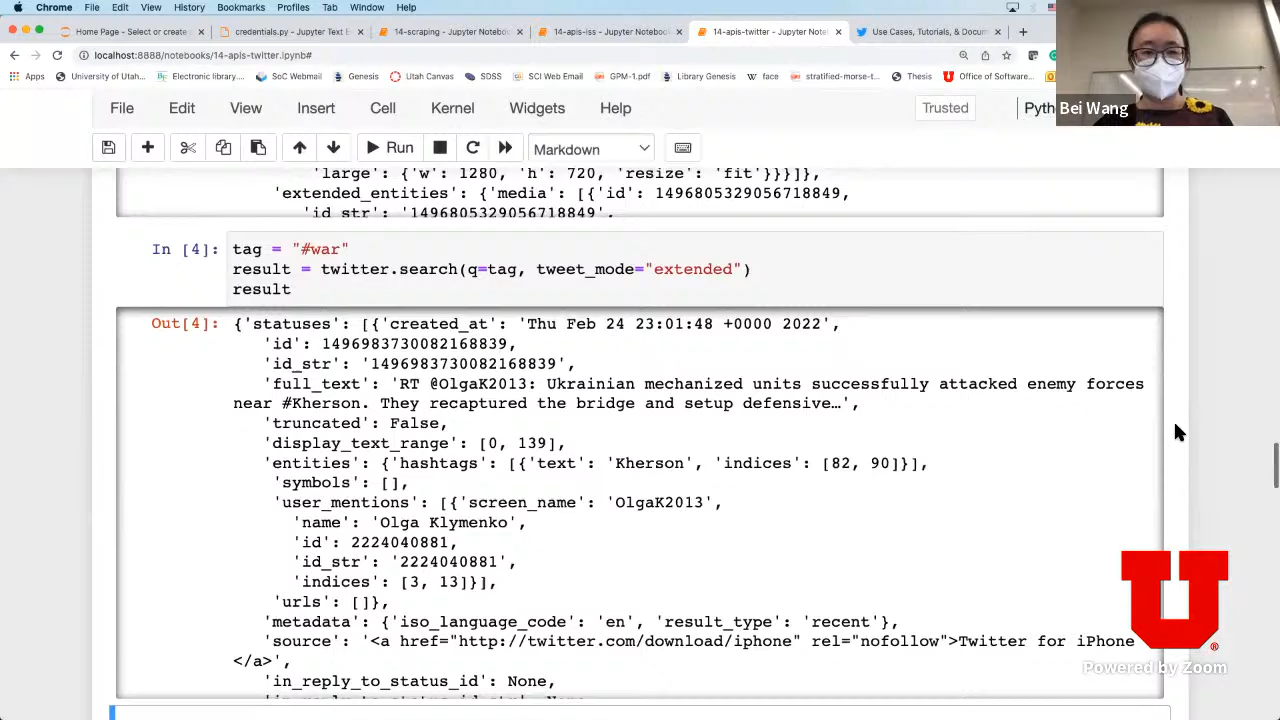 Chrome File Edit View History Bookmarks Profiles Tab Window Help
Home Page - Select or create
credentials.py - Jupyter Text E
14-scraping - Jupyter Notebook
14-apis-iss - Jupyter Notebook
14-apis-twitter - Jupyter Note
Use Cases, Tutorials, & Docum
localhost:8888/notebooks/14-apis-twitter.ipynb#
Apps University of Utah... Electronic library.... SoC Webmail Genesis Utah Canvas SDSS SCI Web Email GPM-1.pdf Library Genesis face stratified-morse-t... Thesis Office of Software...
File Edit View Insert Cell Kernel Widgets Help Trusted Pyth
Bei Wang
Run Markdown
'large': {'w': 1280, 'h': 720, 'resize': 'fit'}}}]},
'extended_entities': {'media': [{'id': 1496805329056718849,
'id_str': '1496805329056718849',
In [4]: tag = "#war"
result = twitter.search(q=tag, tweet_mode="extended")
result
Out[4]: {'statuses': [{'created_at': 'Thu Feb 24 23:01:48 +0000 2022',
'id': 1496983730082168839,
'id_str': '1496983730082168839',
'full_text': 'RT @OlgaK2013: Ukrainian mechanized units successfully attacked enemy forces
near #Kherson. They recaptured the bridge and setup defensive…',
'truncated': False,
'display_text_range': [0, 139],
'entities': {'hashtags': [{'text': 'Kherson', 'indices': [82, 90]}],
'symbols': [],
'user_mentions': [{'screen_name': 'OlgaK2013',
'name': 'Olga Klymenko',
'id': 2224040881,
'id_str': '2224040881',
'indices': [3, 13]}],
'urls': []},
'metadata': {'iso_language_code': 'en', 'result_type': 'recent'},
'source': '<a href="http://twitter.com/download/iphone" rel="nofollow">Twitter for iPhone
</a>',
'in_reply_to_status_id': None,
U
Powered by Zoom